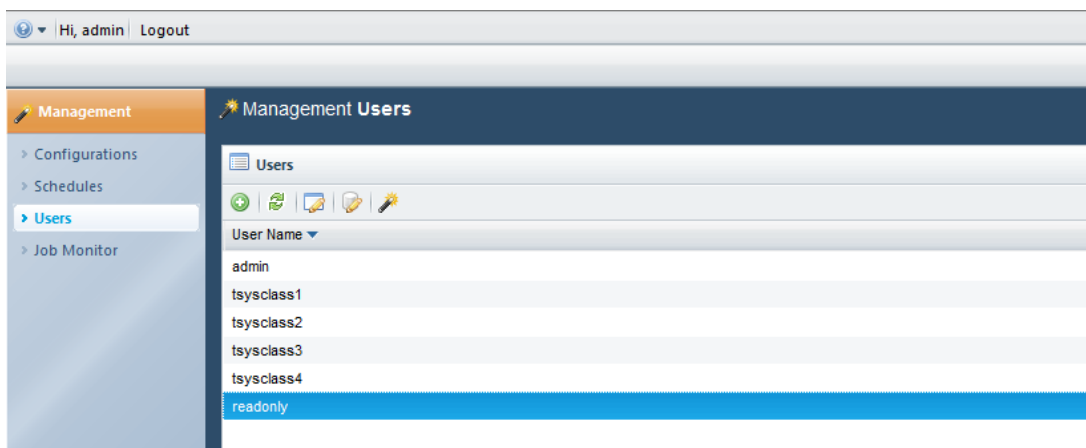 Hi, admin Logout
Management
Management Users
Configurations
Schedules
Users
Job Monitor
Users
User Name
admin
tsysclass1
tsysclass2
tsysclass3
tsysclass4
readonly